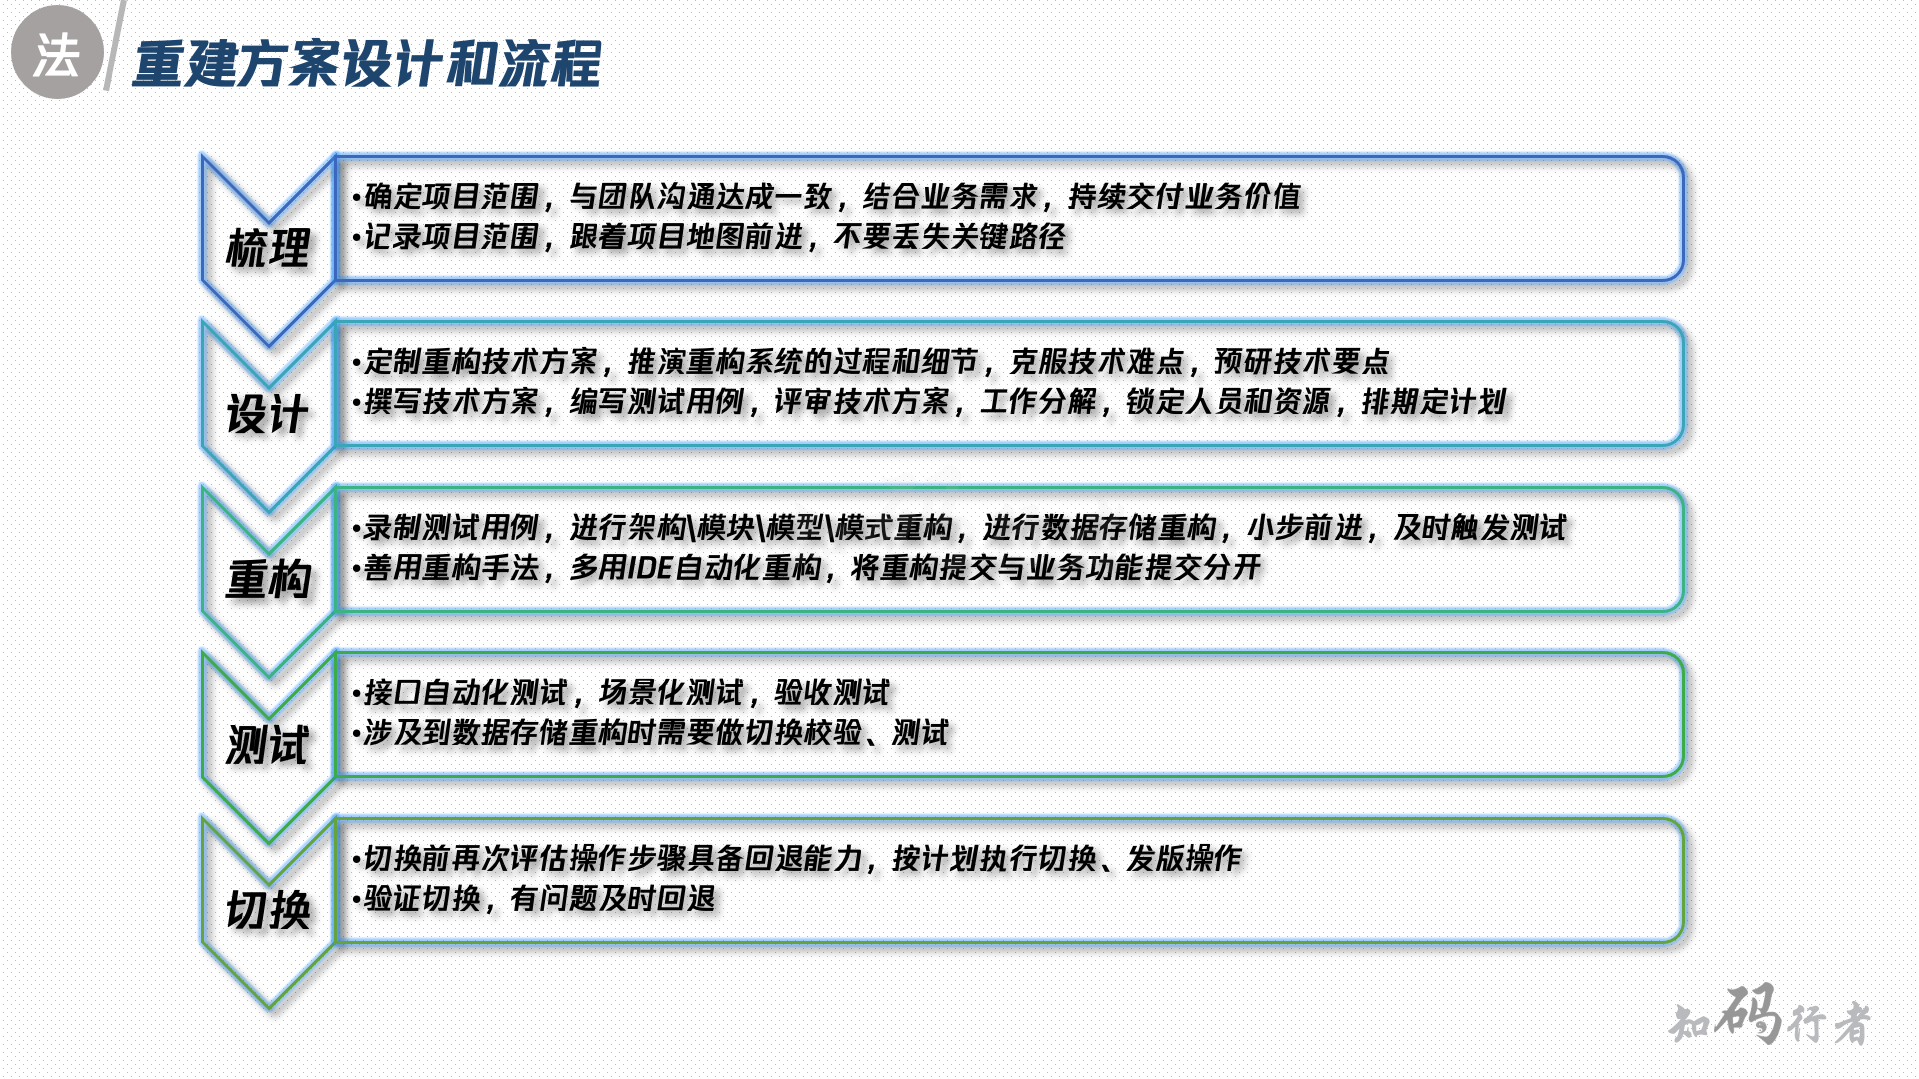 法
重建方案设计和流程
梳理
•确定项目范围，与团队沟通达成一致，结合业务需求，持续交付业务价值
•记录项目范围，跟着项目地图前进，不要丢失关键路径
设计
•定制重构技术方案，推演重构系统的过程和细节，克服技术难点，预研技术要点
•撰写技术方案，编写测试用例，评审技术方案，工作分解，锁定人员和资源，排期定计划
重构
•录制测试用例，进行架构\模块\模型\模式重构，进行数据存储重构，小步前进，及时触发测试
•善用重构手法，多用IDE自动化重构，将重构提交与业务功能提交分开
测试
•接口自动化测试，场景化测试，验收测试
•涉及到数据存储重构时需要做切换校验、测试
切换
•切换前再次评估操作步骤具备回退能力，按计划执行切换、发版操作
•验证切换，有问题及时回退
知码行者